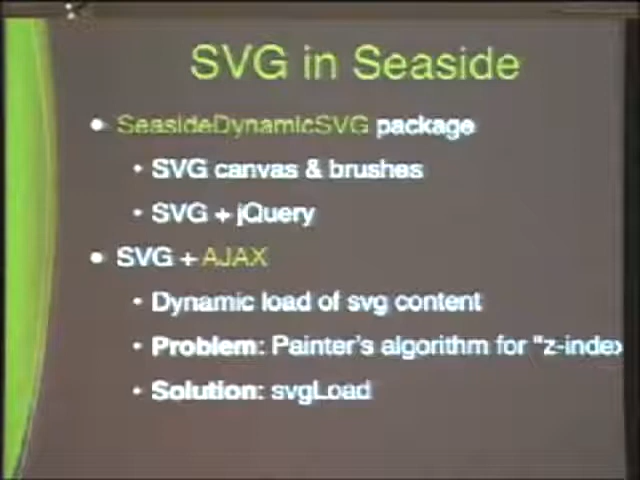 SVG in Seaside
• SeasideDynamicSVG package
• SVG canvas & brushes
• SVG + jQuery
• SVG + AJAX
• Dynamic load of svg content
• Problem: Painter's algorithm for "z-index
• Solution: svgLoad